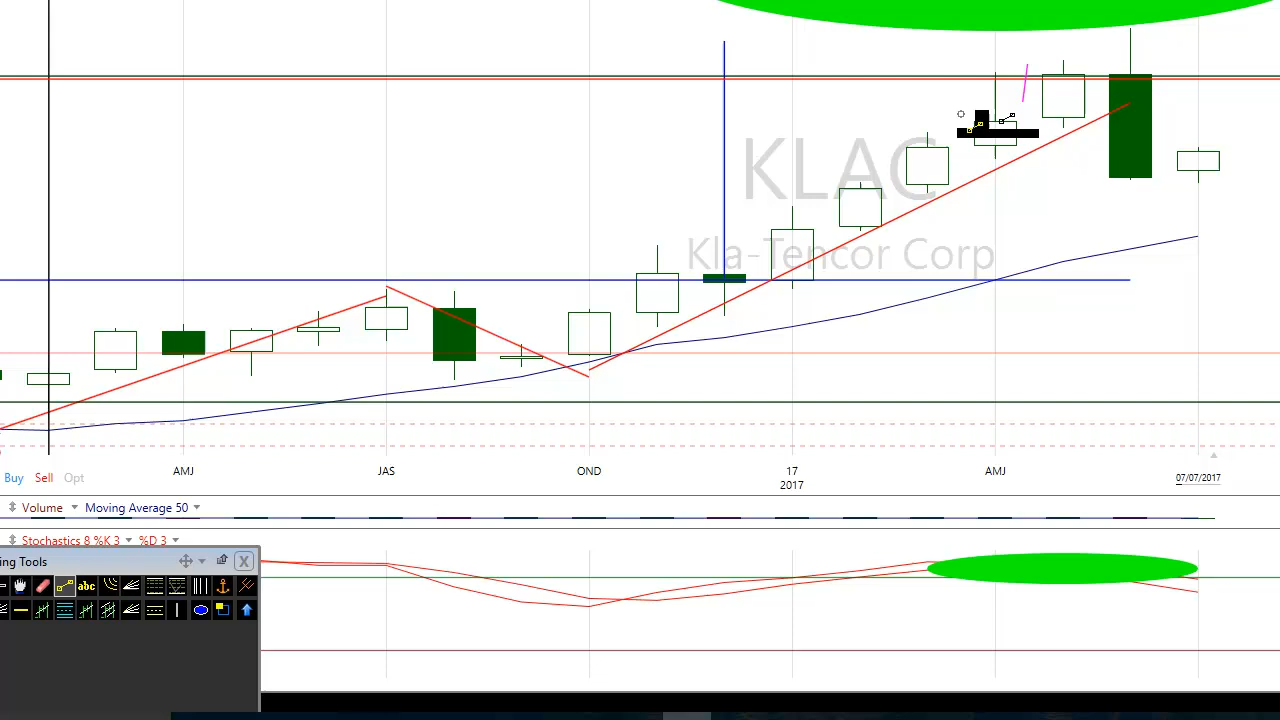 KLAC
Kla-Tencor Corp
AMJ
JAS
OND
17
AMJ
2017
07/07/2017
Buy
Sell
Opt
Volume
Moving Average 50
Stochastics 8 %K 3
%D 3
ing Tools
X
abc